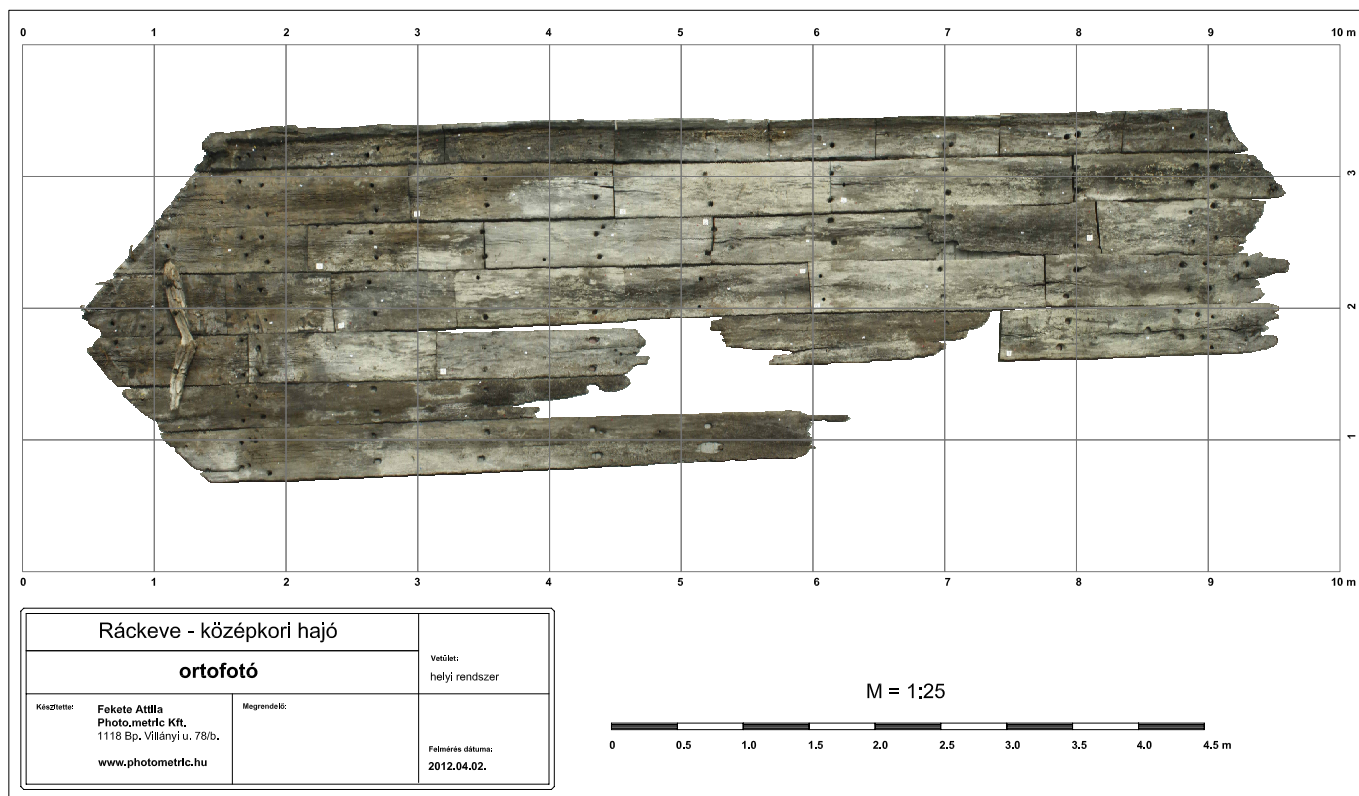 0 1 2 3 4 5 6 7 8 9 10 m
3
2
1
0 1 2 3 4 5 6 7 8 9 10 m
Ráckeve - középkori hajó
ortofotó
Vetület:
helyi rendszer
Készítette:
Fekete Attila
Photo.metric Kft.
1118 Bp. Villányi u. 78/b.
www.photometric.hu
Megrendelő:
Felmérés dátuma:
2012.04.02.
M = 1:25
0 0.5 1.0 1.5 2.0 2.5 3.0 3.5 4.0 4.5 m